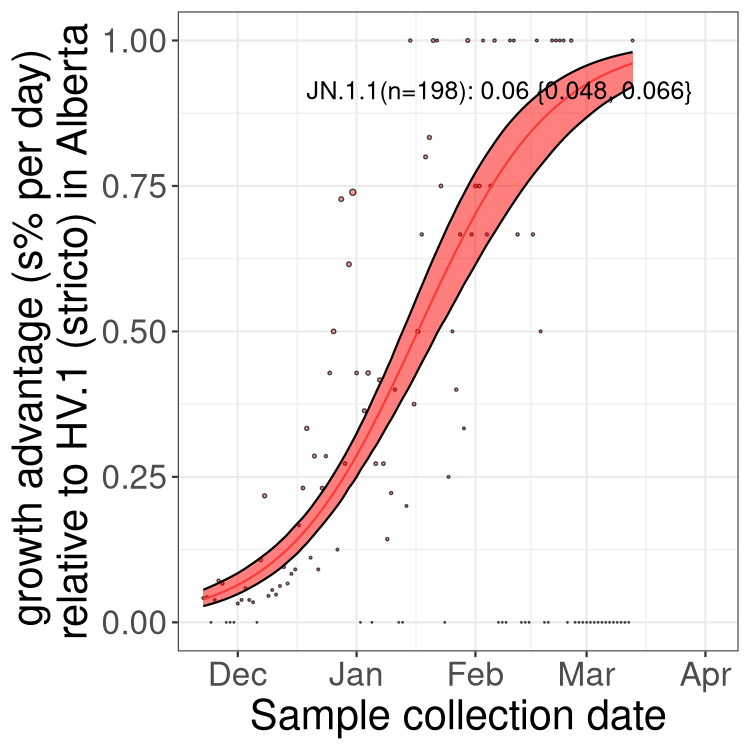 growth advantage (s% per day)
relative to HV.1 (stricto) in Alberta
1.00
0.75
0.50
0.25
0.00
JN.1.1(n=198): 0.06 {0.048, 0.066}
Dec Jan Feb Mar Apr
Sample collection date